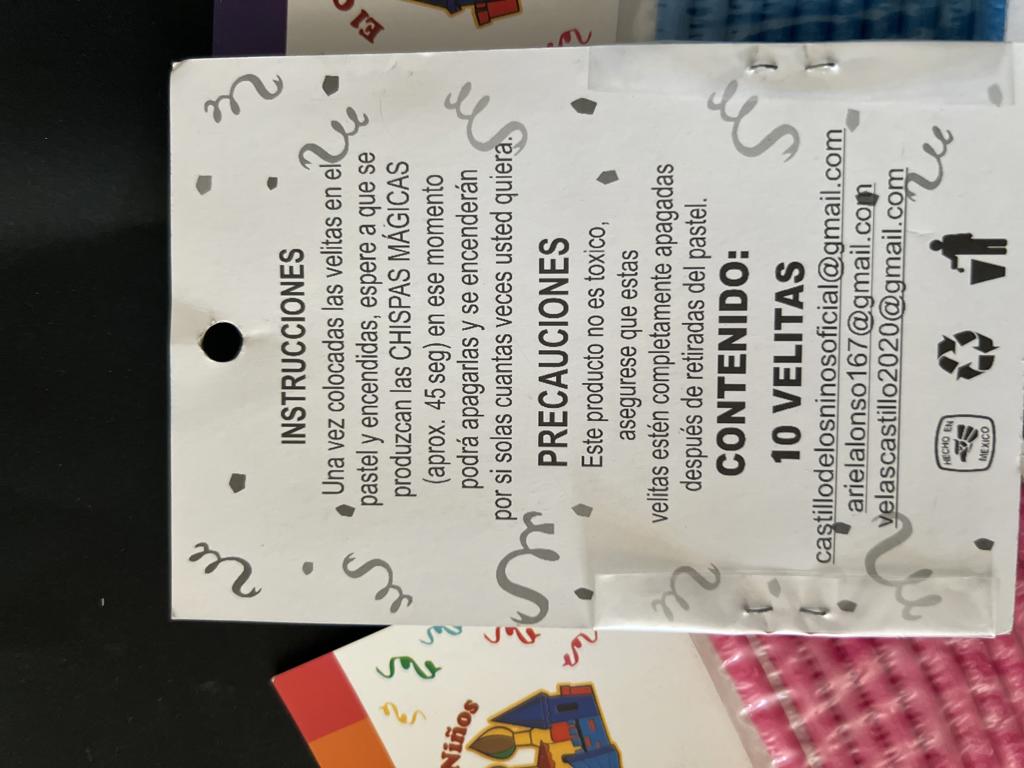 INSTRUCCIONES
Una vez colocadas las velitas en el
pastel y encendidas, espere a que se
produzcan las CHISPAS MÁGICAS
(aprox. 45 seg) en ese momento
podrá apagarlas y se encenderán
por si solas cuantas veces usted quiera.
PRECAUCIONES
Este producto no es toxico,
asegurese que estas
velitas estén completamente apagadas
después de retiradas del pastel.
CONTENIDO:
10 VELITAS
castillodelosninosoficial@gmail.com
arielalonso167@gmail.com
velascastillo2020@gmail.com
HECHO EN
MEXICO
El C
Niños